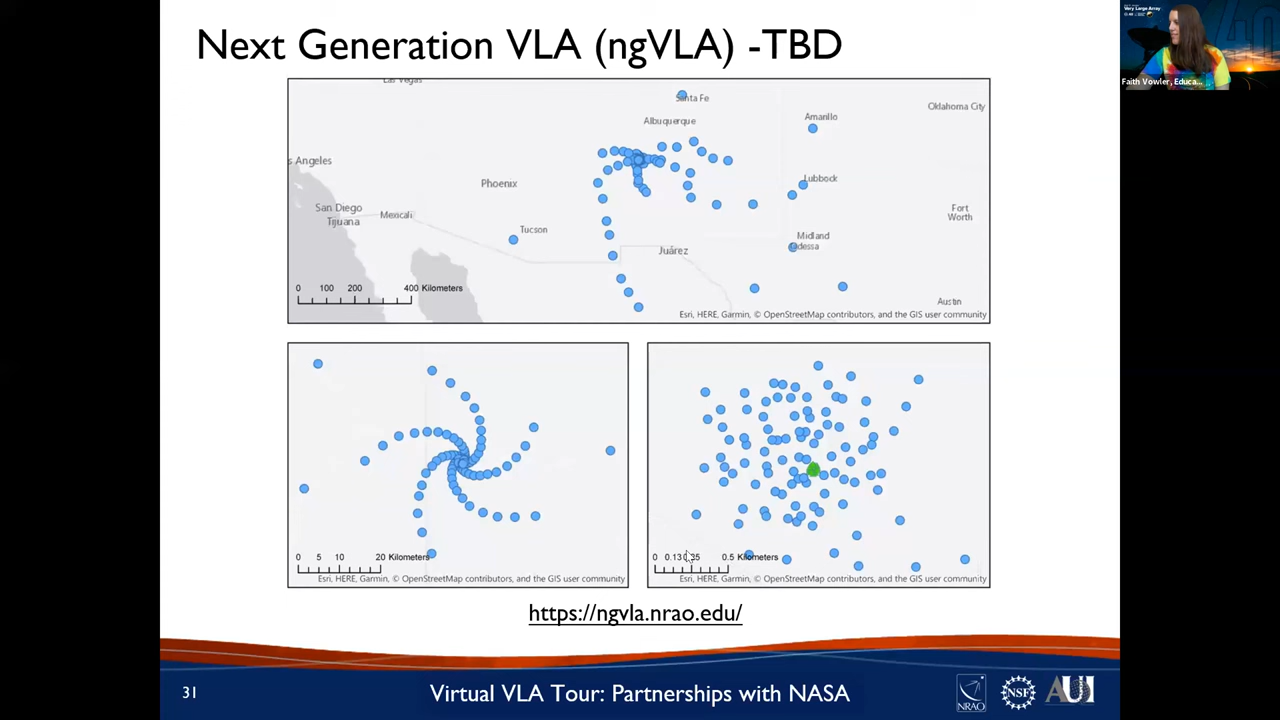 Next Generation VLA (ngVLA) -TBD
Very Large Array
Faith Vowler, Educa...
Las Vegas
Santa Fe
Oklahoma City
Albuquerque
Amarillo
s Angeles
Phoenix
Lubbock
San Diego
Tijuana
Mexicali
Fort
Worth
Tucson
Midland
Odessa
Juárez
0 100 200 400 Kilometers
Austin
Esri, HERE, Garmin, © OpenStreetMap contributors, and the GIS user community
0 5 10 20 Kilometers
Esri, HERE, Garmin, © OpenStreetMap contributors, and the GIS user community
0 0.13 0.25 0.5 Kilometers
Esri, HERE, Garmin, © OpenStreetMap contributors, and the GIS user community
https://ngvla.nrao.edu/
31
Virtual VLA Tour: Partnerships with NASA
NRAO
NSF
AUI